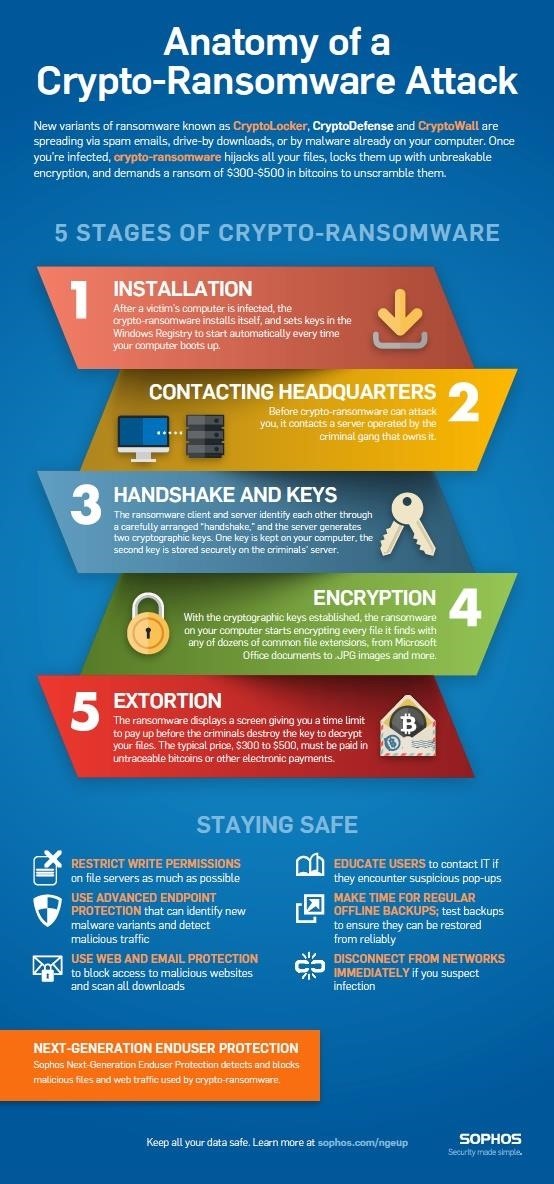 Anatomy of a
Crypto-Ransomware Attack
New variants of ransomware known as CryptoLocker, CryptoDefense and CryptoWall are
spreading via spam emails, drive-by downloads, or by malware already on your computer. Once
you're infected, crypto-ransomware hijacks all your files, locks them up with unbreakable
encryption, and demands a ransom of $300-$500 in bitcoins to unscramble them.
5 STAGES OF CRYPTO-RANSOMWARE
1
INSTALLATION
After a victim's computer is infected, the
crypto-ransomware installs itself, and sets keys in the
Windows Registry to start automatically every time
your computer boots up.
CONTACTING HEADQUARTERS
2
Before crypto-ransomware can attack
you, it contacts a server operated by the
criminal gang that owns it.
3
HANDSHAKE AND KEYS
The ransomware client and server identify each other through
a carefully arranged "handshake," and the server generates
two cryptographic keys. One key is kept on your computer, the
second key is stored securely on the criminals' server.
ENCRYPTION
4
With the cryptographic keys established, the ransomware
on your computer starts encrypting every file it finds with
any of dozens of common file extensions, from Microsoft
Office documents to .JPG images and more.
5
EXTORTION
The ransomware displays a screen giving you a time limit
to pay up before the criminals destroy the key to decrypt
your files. The typical price, $300 to $500, must be paid in
untraceable bitcoins or other electronic payments.
STAYING SAFE
RESTRICT WRITE PERMISSIONS
on file servers as much as possible
USE ADVANCED ENDPOINT
PROTECTION that can identify new
malware variants and detect
malicious traffic
USE WEB AND EMAIL PROTECTION
to block access to malicious websites
and scan all downloads
EDUCATE USERS to contact IT if
they encounter suspicious pop-ups
MAKE TIME FOR REGULAR
OFFLINE BACKUPS; test backups
to ensure they can be restored
from reliably
DISCONNECT FROM NETWORKS
IMMEDIATELY if you suspect
infection
NEXT-GENERATION ENDUSER PROTECTION
Sophos Next-Generation Enduser Protection detects and blocks
malicious files and web traffic used by crypto-ransomware.
Keep all your data safe. Learn more at sophos.com/ngeup
SOPHOS
Security made simple.